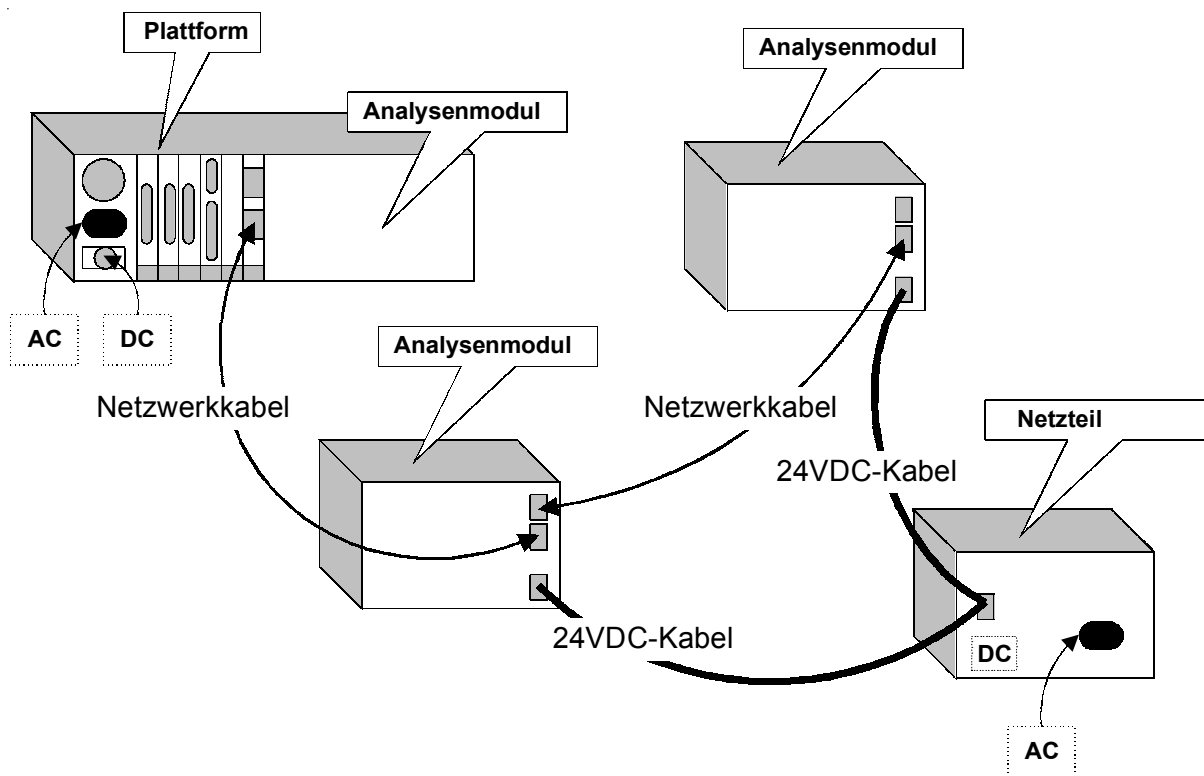 Plattform
Analysenmodul
Analysenmodul
AC
DC
Analysenmodul
Netzwerkkabel
Netzwerkkabel
Netzteil
24VDC-Kabel
24VDC-Kabel
DC
AC